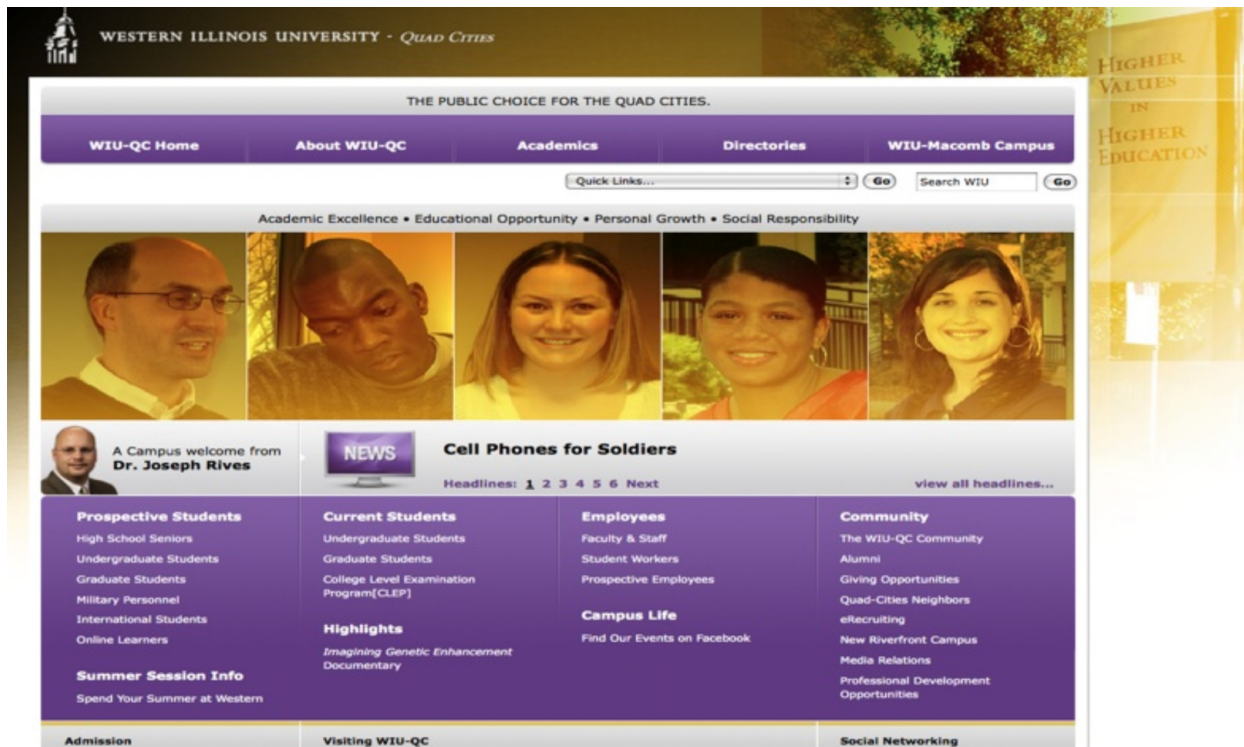 WESTERN ILLINOIS UNIVERSITY - QUAD CITIES
HIGHER
VALUES
IN
HIGHER
EDUCATION
THE PUBLIC CHOICE FOR THE QUAD CITIES.
WIU-QC Home
About WIU-QC
Academics
Directories
WIU-Macomb Campus
Quick Links...
Go
Search WIU
Go
Academic Excellence • Educational Opportunity • Personal Growth • Social Responsibility
A Campus welcome from
Dr. Joseph Rives
NEWS
Cell Phones for Soldiers
Headlines: 1 2 3 4 5 6 Next
view all headlines...
Prospective Students
High School Seniors
Undergraduate Students
Graduate Students
Military Personnel
International Students
Online Learners
Summer Session Info
Spend Your Summer at Western
Current Students
Undergraduate Students
Graduate Students
College Level Examination
Program[CLEP]
Highlights
Imagining Genetic Enhancement
Documentary
Employees
Faculty & Staff
Student Workers
Prospective Employees
Campus Life
Find Our Events on Facebook
Community
The WIU-QC Community
Alumni
Giving Opportunities
Quad-Cities Neighbors
eRecruiting
New Riverfront Campus
Media Relations
Professional Development
Opportunities
Admission
Visiting WIU-QC
Social Networking